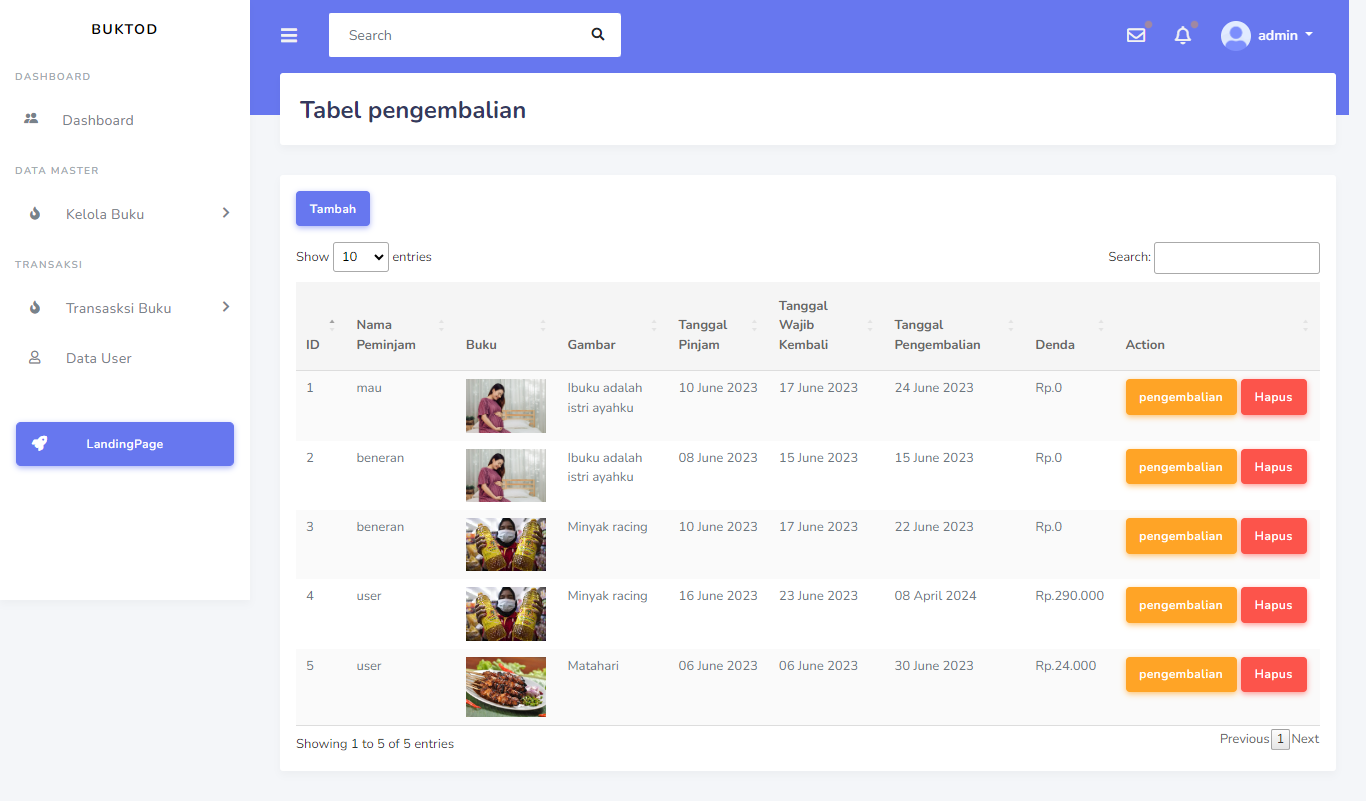 BUKTOD
Search
admin
DASHBOARD
Dashboard
DATA MASTER
Kelola Buku
TRANSAKSI
Transasksi Buku
Data User
LandingPage
Tabel pengembalian
Tambah
Show 10 entries
Search:
ID
Nama
Peminjam
Buku
Gambar
Tanggal
Pinjam
Tanggal
Wajib
Kembali
Tanggal
Pengembalian
Denda
Action
1 mau Ibuku adalah 10 June 2023 17 June 2023 24 June 2023 Rp.0 pengembalian Hapus
istri ayahku
2 beneran Ibuku adalah 08 June 2023 15 June 2023 15 June 2023 Rp.0 pengembalian Hapus
istri ayahku
3 beneran Minyak racing 10 June 2023 17 June 2023 22 June 2023 Rp.0 pengembalian Hapus
4 user Minyak racing 16 June 2023 23 June 2023 08 April 2024 Rp.290.000 pengembalian Hapus
5 user Matahari 06 June 2023 06 June 2023 30 June 2023 Rp.24.000 pengembalian Hapus
Showing 1 to 5 of 5 entries
Previous 1 Next